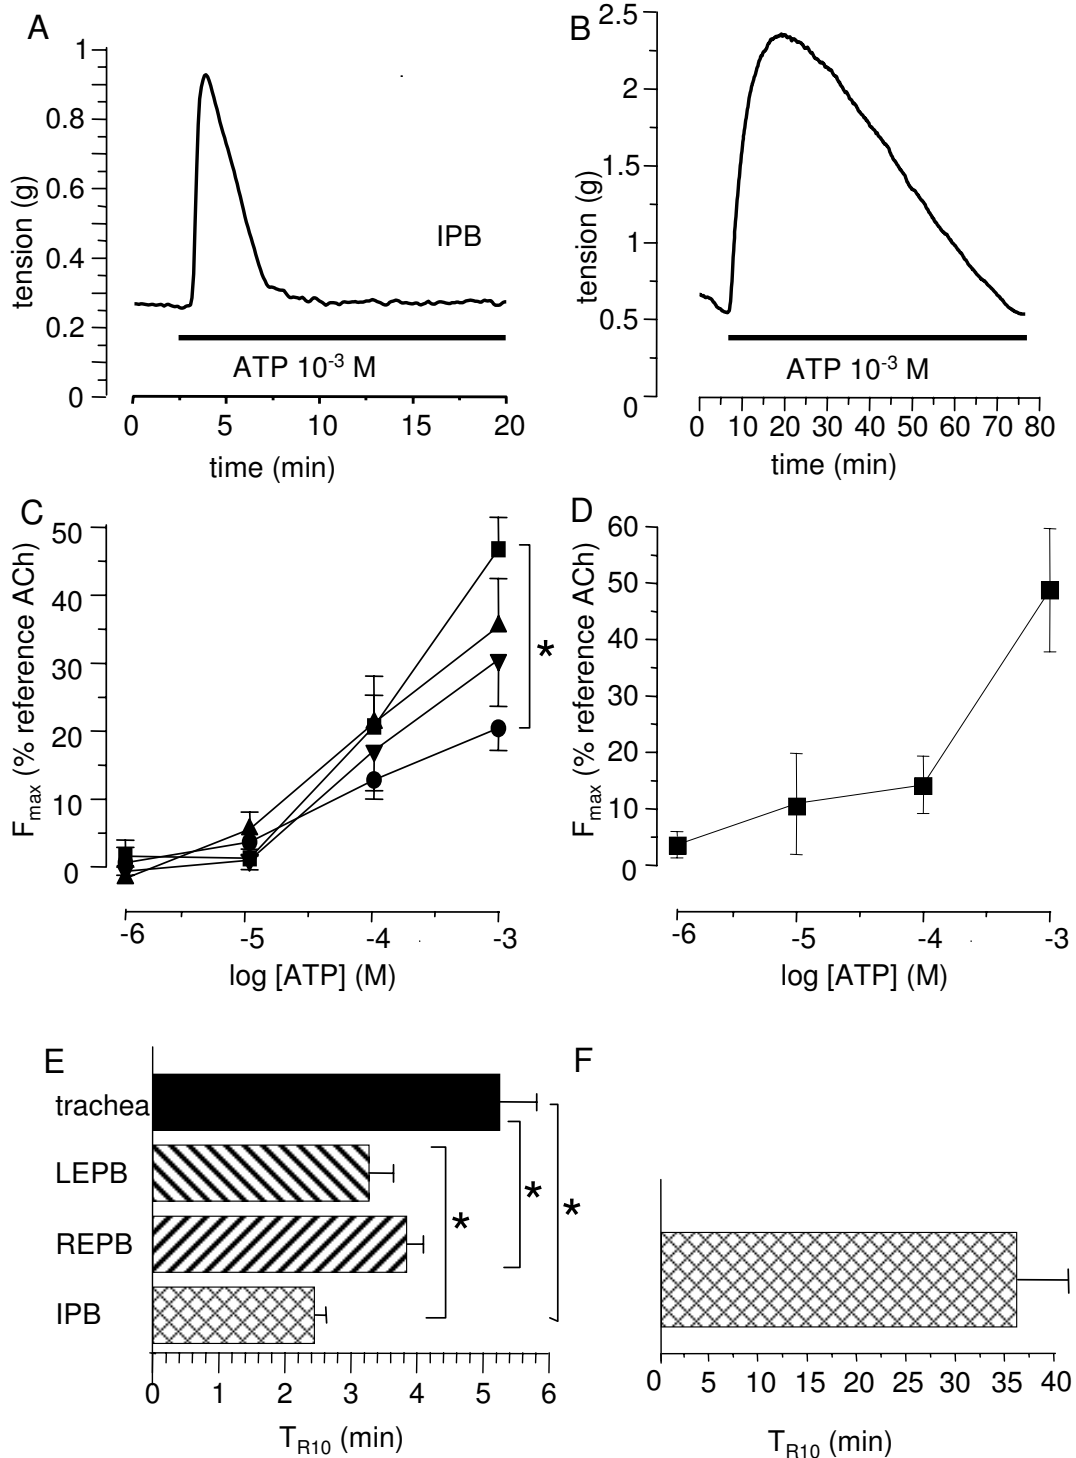 A
tension (g)
1
0.8
0.6
0.4
0.2
0
IPB
ATP 10⁻³ M
0 5 10 15 20
time (min)
B
tension (g)
2.5
2
1.5
1
0.5
0
ATP 10⁻³ M
0 10 20 30 40 50 60 70 80
time (min)
C
F_max (% reference ACh)
50
40
30
20
10
0
*
-6 -5 -4 -3
log [ATP] (M)
D
F_max (% reference ACh)
60
50
40
30
20
10
0
-6 -5 -4 -3
log [ATP] (M)
E
trachea
LEPB
REPB
IPB
* * *
0 1 2 3 4 5 6
T_R10 (min)
F
0 5 10 15 20 25 30 35 40
T_R10 (min)